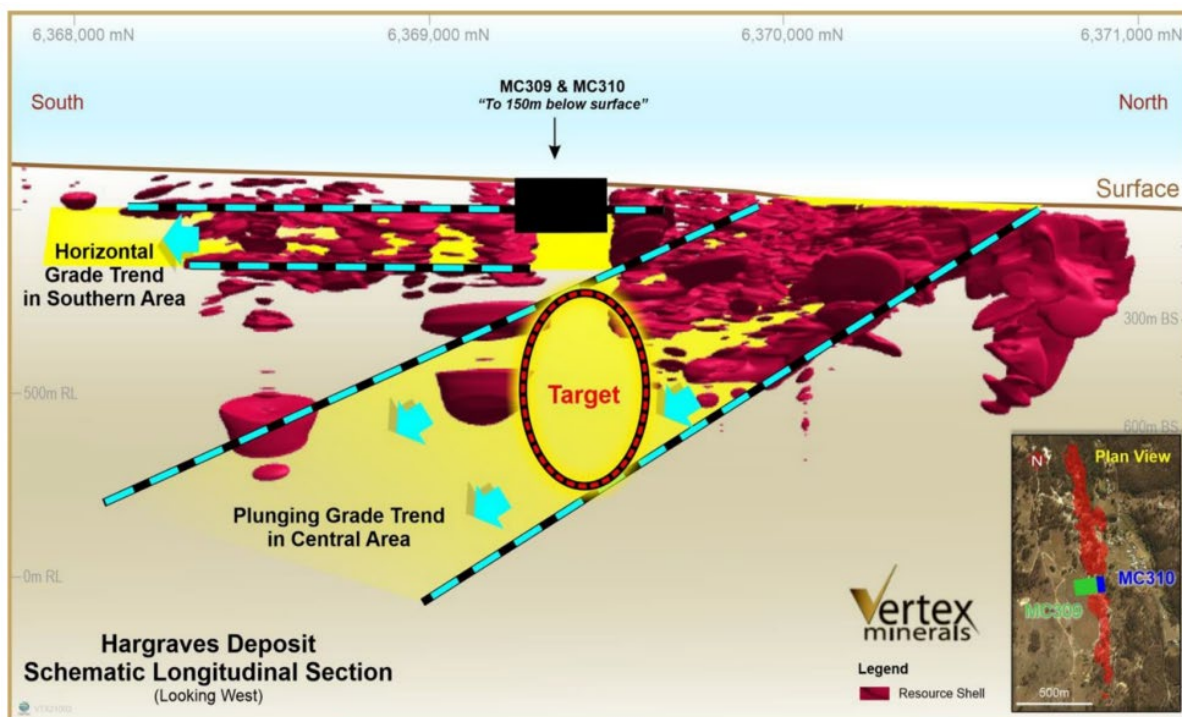 6,368,000 mN
6,369,000 mN
6,370,000 mN
6,371,000 mN
South
MC309 & MC310
"To 150m below surface"
North
Surface
Horizontal
Grade Trend
in Southern Area
300m BS
500m RL
Target
600m BS
Plunging Grade Trend
in Central Area
0m RL
N
Plan View
MC310
MC309
500m
Vertex
minerals
Legend
Resource Shell
Hargraves Deposit
Schematic Longitudinal Section
(Looking West)